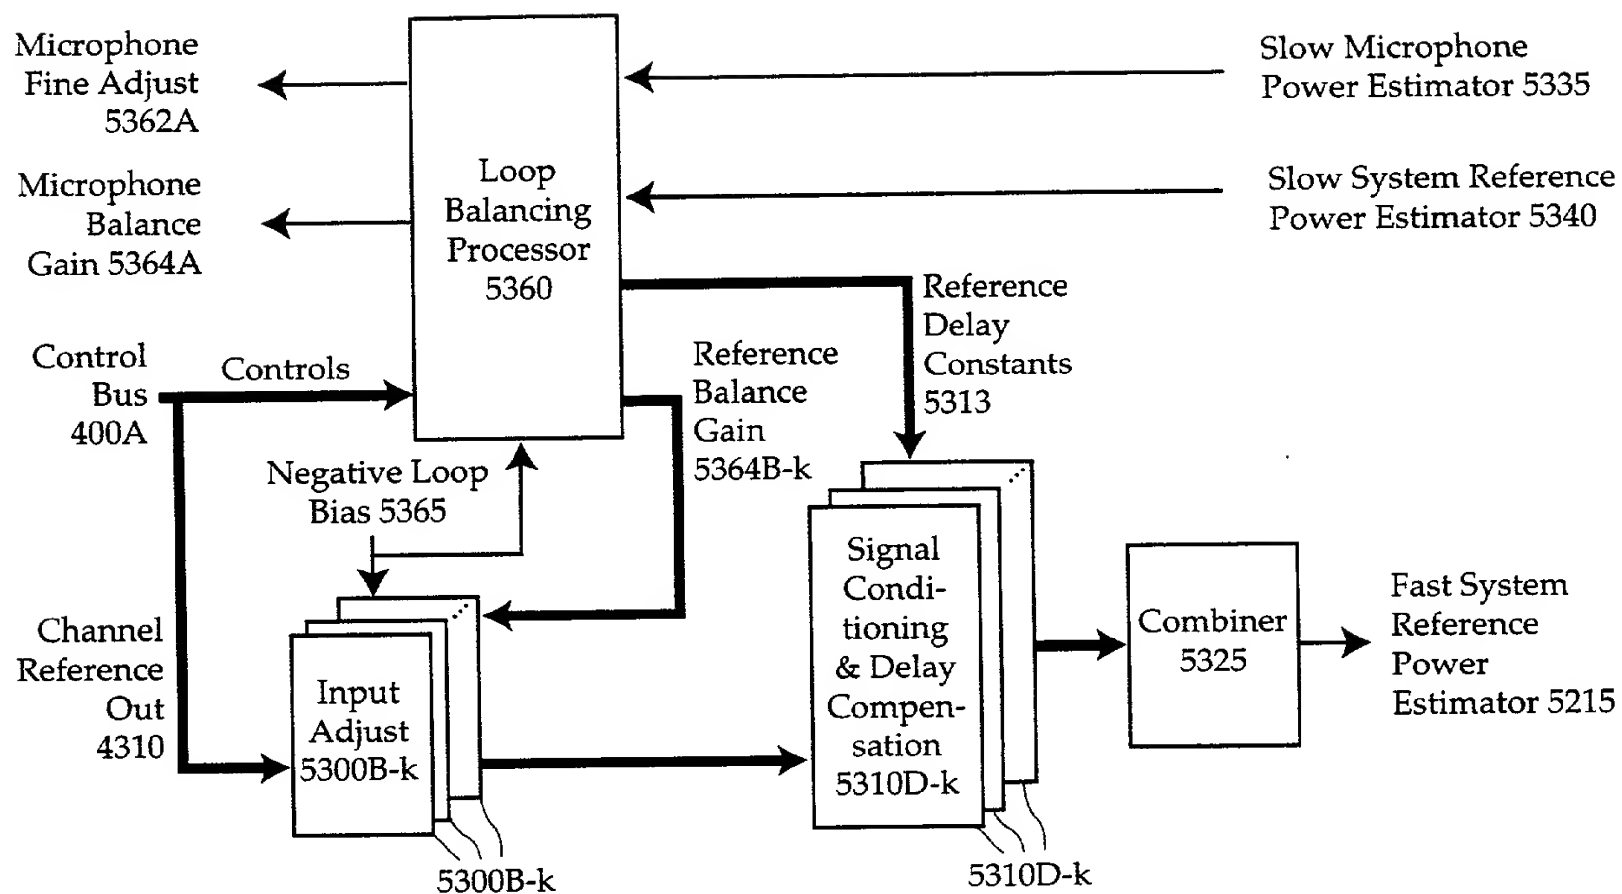 Microphone
Fine Adjust
5362A
Microphone
Balance
Gain 5364A
Loop
Balancing
Processor
5360
Slow Microphone
Power Estimator 5335
Slow System Reference
Power Estimator 5340
Control
Bus
400A
Controls
Reference
Balance
Gain
5364B-k
Reference
Delay
Constants
5313
Negative Loop
Bias 5365
Channel
Reference
Out
4310
Input
Adjust
5300B-k
5300B-k
Signal
Condi-
tioning
& Delay
Compen-
sation
5310D-k
5310D-k
Combiner
5325
Fast System
Reference
Power
Estimator 5215